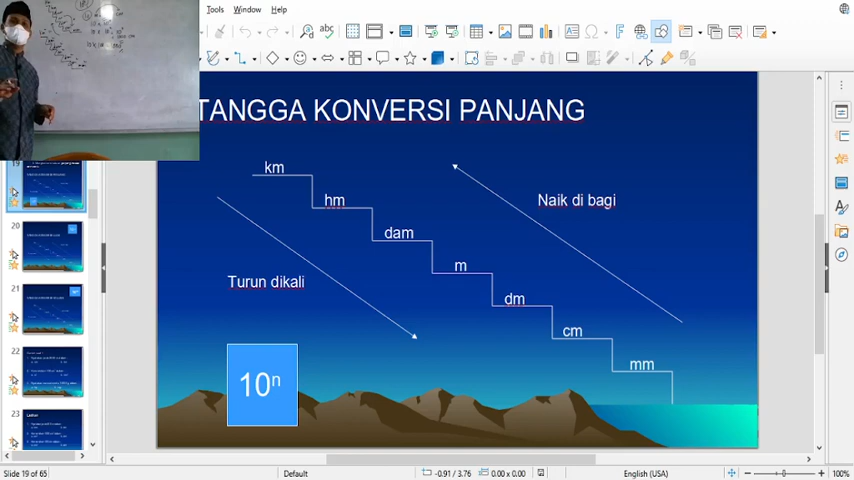 Tools Window Help
TANGGA KONVERSI PANJANG
km
hm
Naik di bagi
dam
m
Turun dikali
dm
cm
mm
10ⁿ
19
20
21
22
23
Slide 19 of 65 Default -0.91 / 3.76 0.00 x 0.00 English (USA) 100%